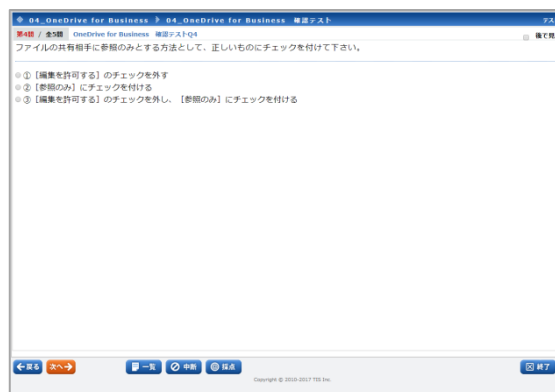 04_OneDrive for Business 04_OneDrive for Business 確認テスト テス
第4問 / 全5問 OneDrive for Business 確認テストQ4 後で見
ファイルの共有相手に参照のみとする方法として、正しいものにチェックを付けて下さい。
① [編集を許可する] のチェックを外す
② [参照のみ] にチェックを付ける
③ [編集を許可する] のチェックを外し、[参照のみ] にチェックを付ける
戻る 次へ 一覧 中断 採点 終了
Copyright © 2010-2017 TIS Inc.